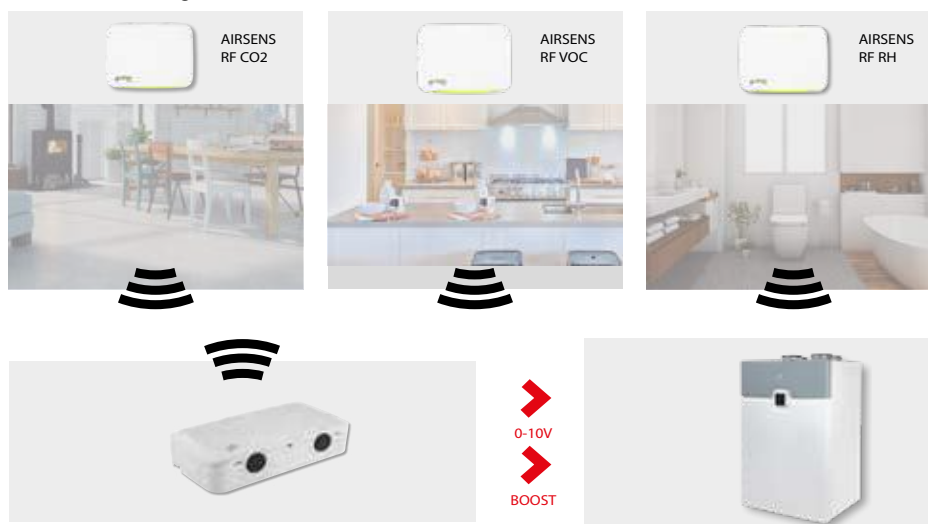 AIRSENS
RF CO2
AIRSENS
RF VOC
AIRSENS
RF RH
0-10V
BOOST